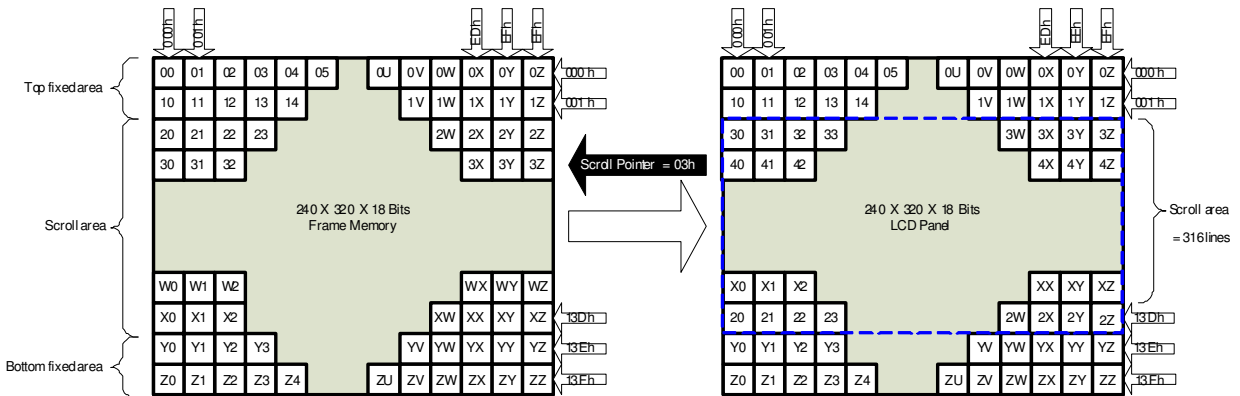 000h 001h EDh EFh EFh 000h 001h EDh EFh EFh
00 01 02 03 04 05 0U 0V 0W 0X 0Y 0Z 000h 00 01 02 03 04 05 0U 0V 0W 0X 0Y 0Z 000h
Top fixed area
10 11 12 13 14 1V 1W 1X 1Y 1Z 001h 10 11 12 13 14 1V 1W 1X 1Y 1Z 001h
20 21 22 23 2W 2X 2Y 2Z 30 31 32 33 3W 3X 3Y 3Z
30 31 32 3X 3Y 3Z Scroll Pointer = 03h 40 41 42 4X 4Y 4Z
240 X 320 X 18 Bits 240 X 320 X 18 Bits Scroll area
Scroll area Frame Memory LCD Panel = 316 lines
W0 W1 W2 WX WY WZ X0 X1 X2 XX XY XZ
X0 X1 X2 XW XX XY XZ 13Dh 20 21 22 23 2W 2X 2Y 2Z 13Dh
Y0 Y1 Y2 Y3 YV YW YX YY YZ 13Eh Y0 Y1 Y2 Y3 YV YW YX YY YZ 13Eh
Bottom fixed area
Z0 Z1 Z2 Z3 Z4 ZU ZV ZW ZX ZY ZZ 13Fh Z0 Z1 Z2 Z3 Z4 ZU ZV ZW ZX ZY ZZ 13Fh